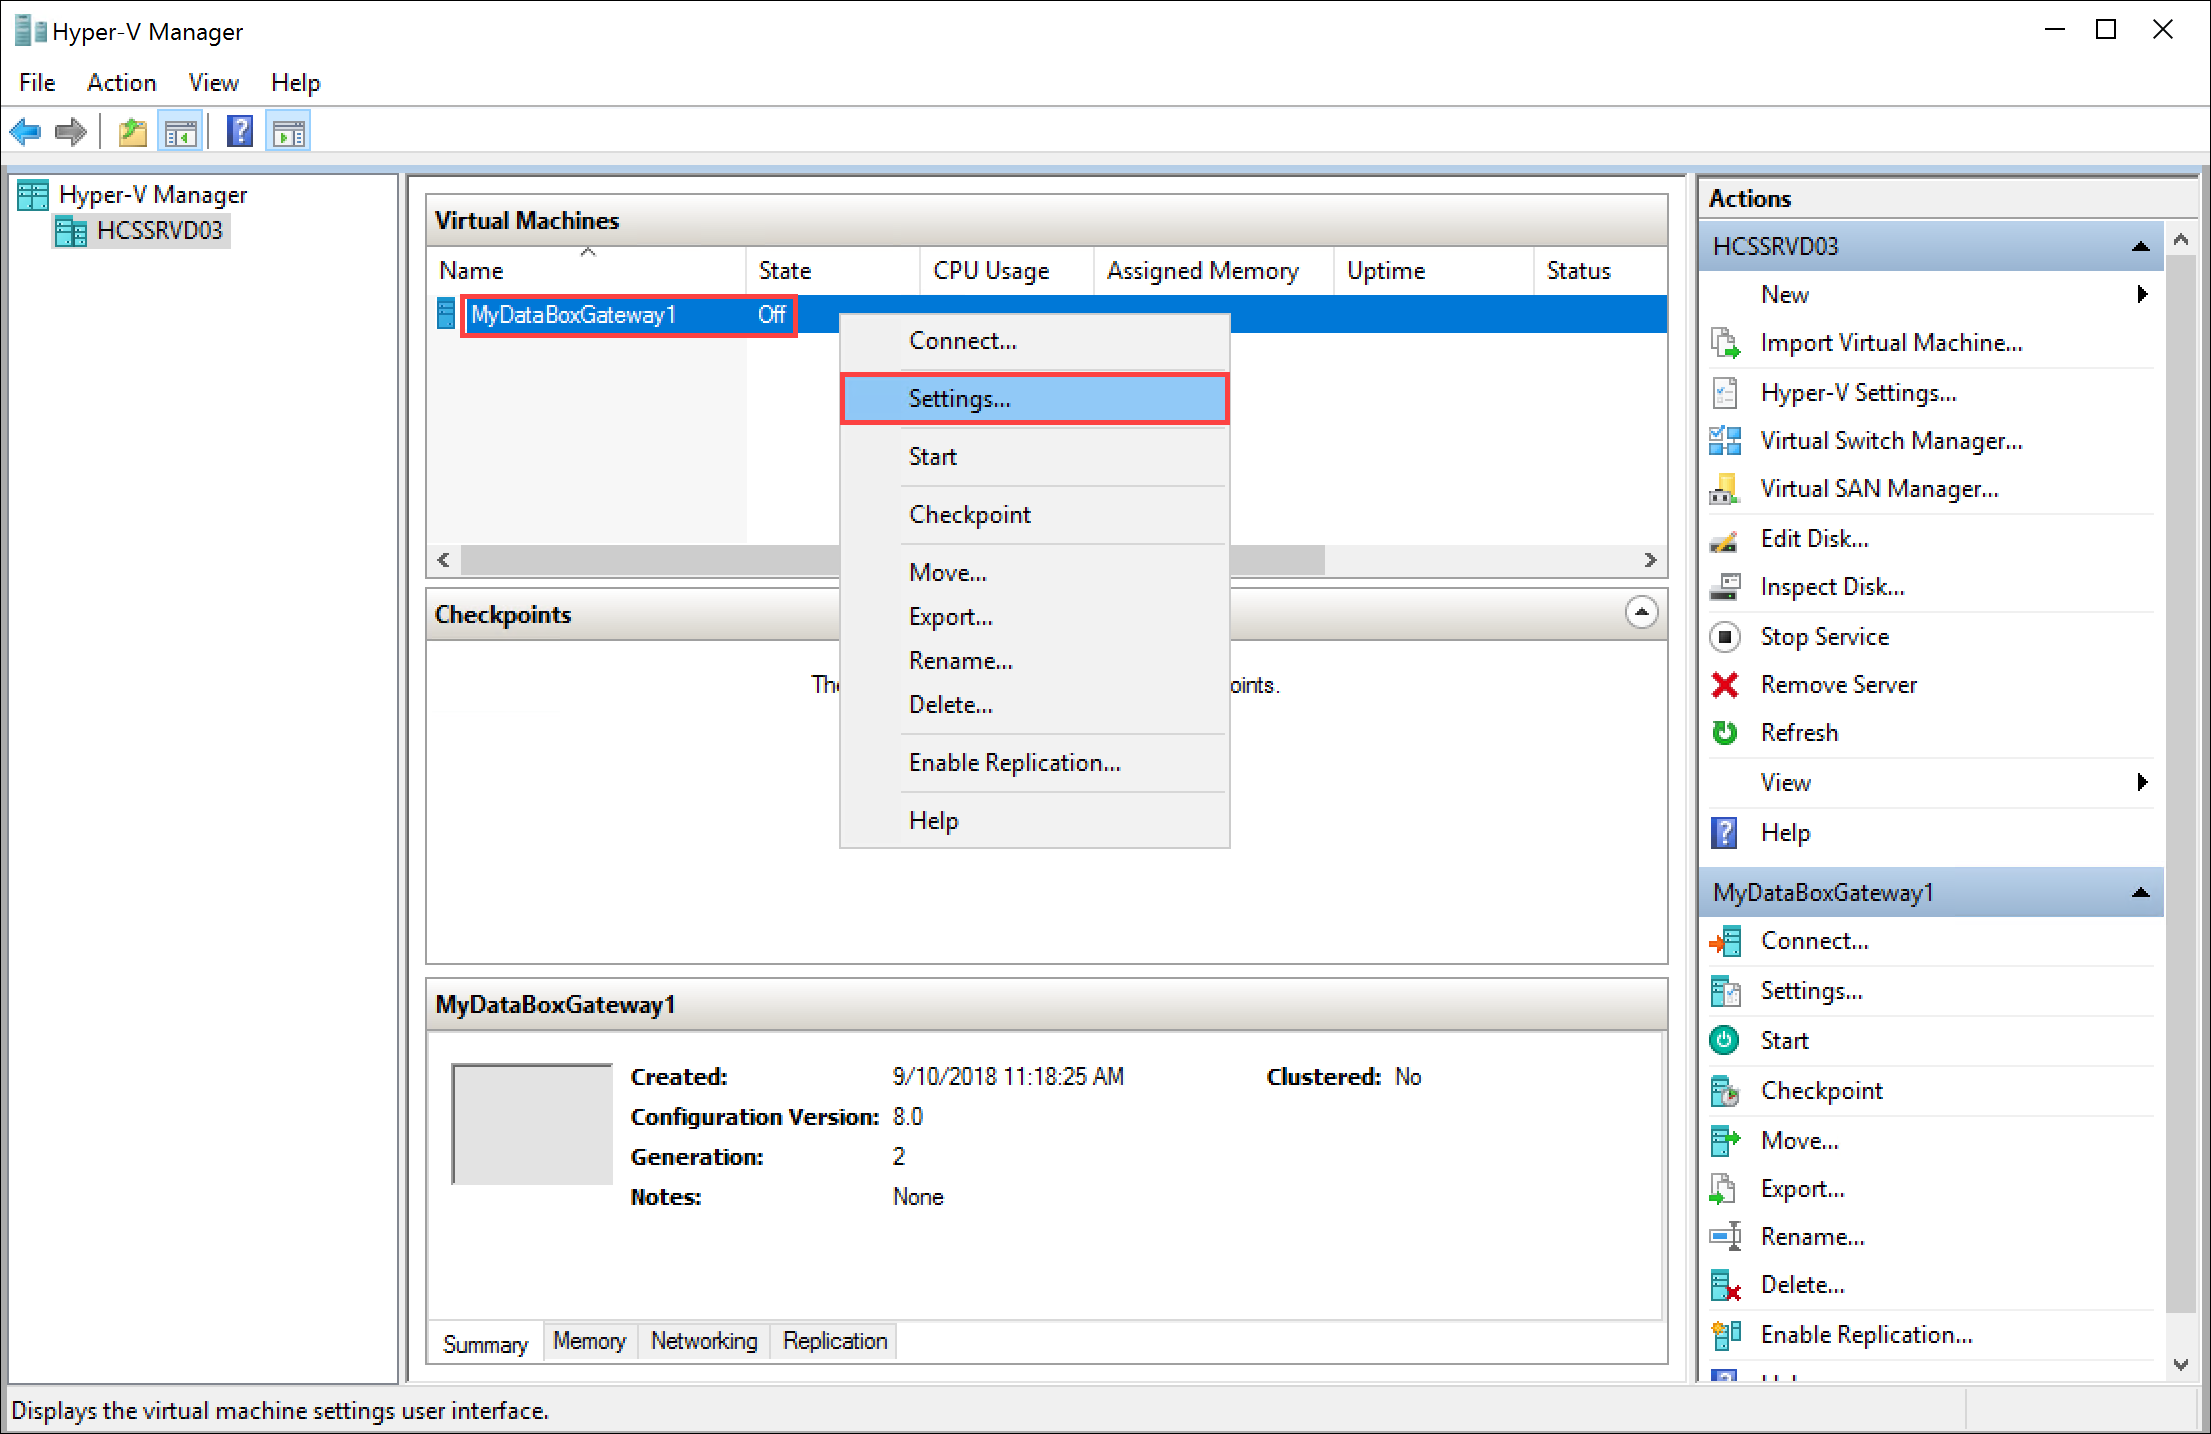 Hyper-V Manager
File Action View Help
Hyper-V Manager
HCSSRVD03
Virtual Machines
Name State CPU Usage Assigned Memory Uptime Status
MyDataBoxGateway1 Off
Connect...
Settings...
Start
Checkpoint
Move...
Export...
Rename...
Delete...
Enable Replication...
Help
Checkpoints
MyDataBoxGateway1
Created: 9/10/2018 11:18:25 AM Clustered: No
Configuration Version: 8.0
Generation: 2
Notes: None
Summary Memory Networking Replication
Actions
HCSSRVD03
New
Import Virtual Machine...
Hyper-V Settings...
Virtual Switch Manager...
Virtual SAN Manager...
Edit Disk...
Inspect Disk...
Stop Service
Remove Server
Refresh
View
Help
MyDataBoxGateway1
Connect...
Settings...
Start
Checkpoint
Move...
Export...
Rename...
Delete...
Enable Replication...
Displays the virtual machine settings user interface.